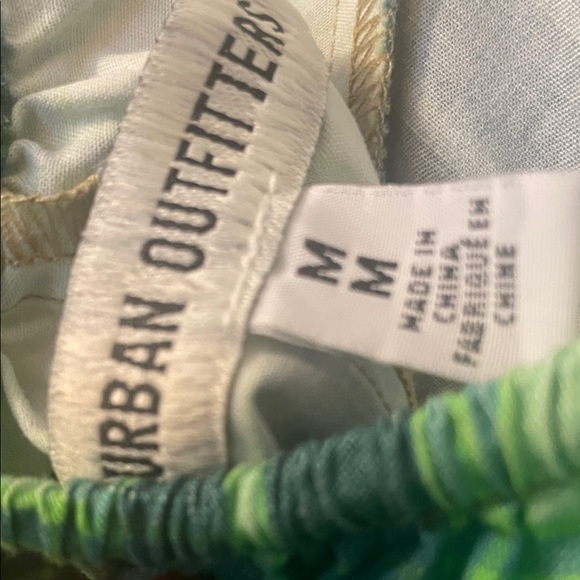 URBAN OUTFITTERS
M
M
MADE IN
CHINA
FABRIQUÉ EN
CHINE